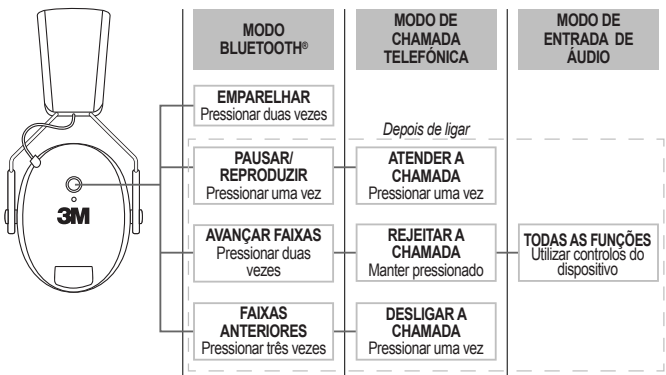 MODO
BLUETOOTH®
MODO DE
CHAMADA
TELEFÓNICA
MODO DE
ENTRADA DE
ÁUDIO
EMPARELHAR
Pressionar duas vezes
Depois de ligar
PAUSAR/
REPRODUZIR
Pressionar uma vez
ATENDER A
CHAMADA
Pressionar uma vez
3M
AVANÇAR FAIXAS
Pressionar duas
vezes
REJEITAR A
CHAMADA
Manter pressionado
TODAS AS FUNÇÕES
Utilizar controlos do
dispositivo
FAIXAS
ANTERIORES
Pressionar três vezes
DESLIGAR A
CHAMADA
Pressionar uma vez